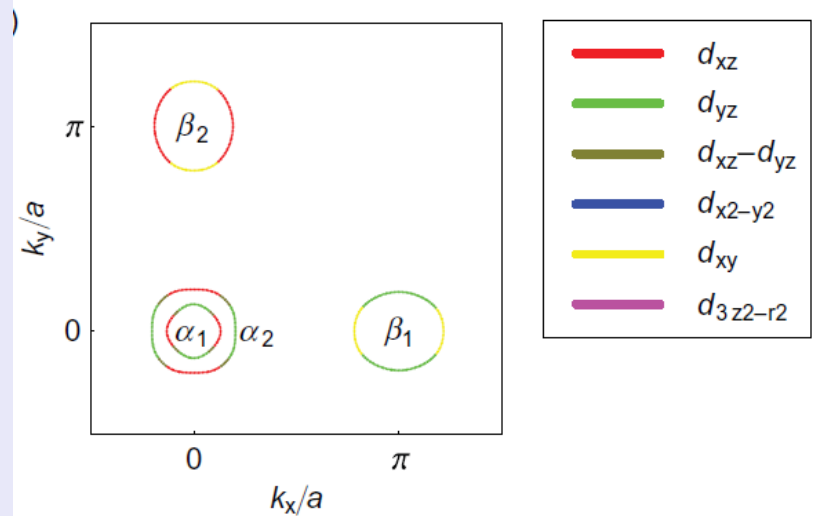 )
π
β₂
k_y/a
0
α₁
α₂
β₁
0
π
k_x/a
d_xz
d_yz
d_xz–d_yz
d_x2–y2
d_xy
d_3z2–r2